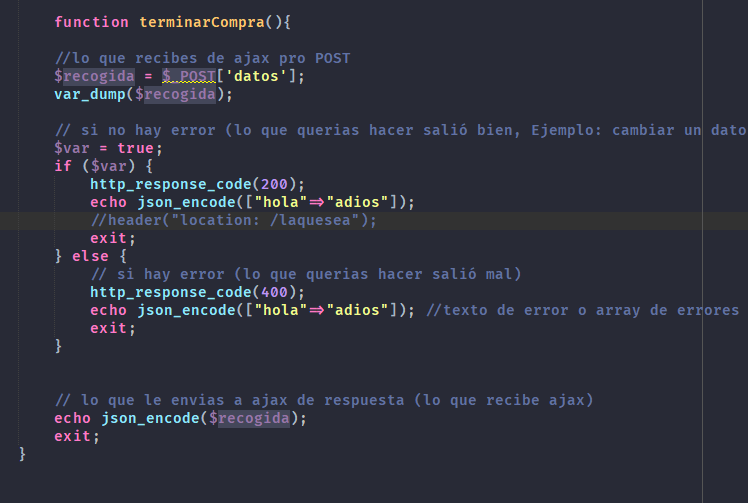 function terminarCompra(){
//lo que recibes de ajax pro POST
$recogida = $_POST['datos'];
var_dump($recogida);
// si no hay error (lo que querias hacer salió bien, Ejemplo: cambiar un dato
$var = true;
if ($var) {
http_response_code(200);
echo json_encode(["hola"=>"adios"]);
//header("location: /laquesea");
exit;
} else {
// si hay error (lo que querias hacer salió mal)
http_response_code(400);
echo json_encode(["hola"=>"adios"]); //texto de error o array de errores
exit;
}
// lo que le envias a ajax de respuesta (lo que recibe ajax)
echo json_encode($recogida);
exit;
}